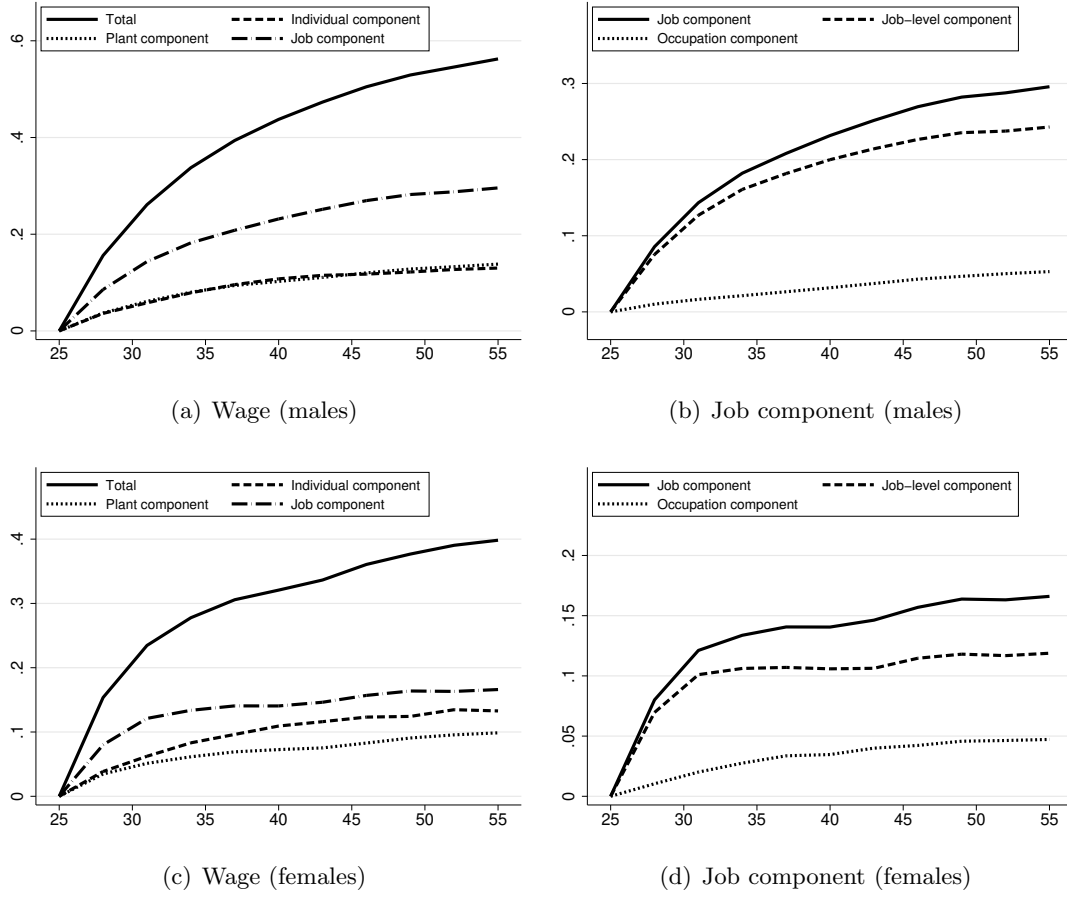 Total Individual component
Plant component Job component
.6
.4
.2
0
25 30 35 40 45 50 55
(a) Wage (males)
Job component Job−level component
Occupation component
.3
.2
.1
0
25 30 35 40 45 50 55
(b) Job component (males)
Total Individual component
Plant component Job component
.4
.3
.2
.1
0
25 30 35 40 45 50 55
(c) Wage (females)
Job component Job−level component
Occupation component
.2
.15
.1
.05
0
25 30 35 40 45 50 55
(d) Job component (females)